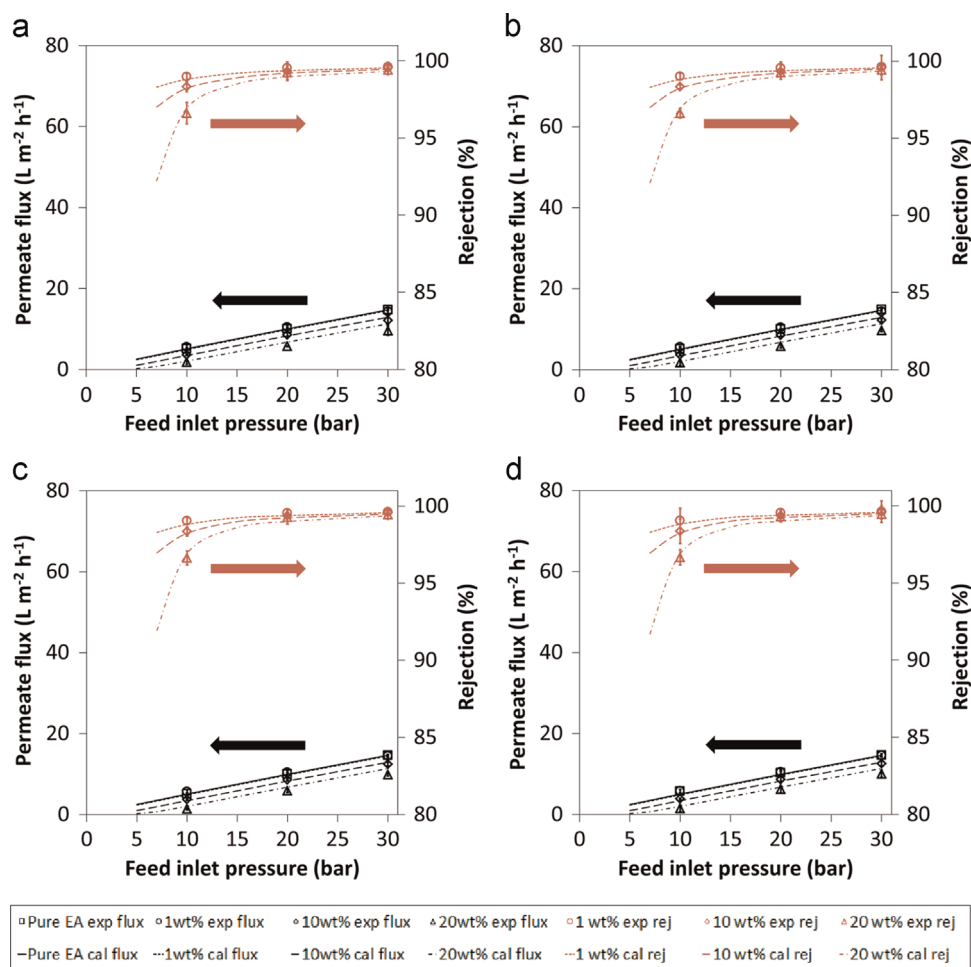 a
b
80
60
40
20
0
Permeate flux (L m⁻² h⁻¹)
100
95
90
85
80
Rejection (%)
0 5 10 15 20 25 30
Feed inlet pressure (bar)
80
60
40
20
0
Permeate flux (L m⁻² h⁻¹)
100
95
90
85
80
Rejection (%)
0 5 10 15 20 25 30
Feed inlet pressure (bar)
c
d
80
60
40
20
0
Permeate flux (L m⁻² h⁻¹)
100
95
90
85
80
Rejection (%)
0 5 10 15 20 25 30
Feed inlet pressure (bar)
80
60
40
20
0
Permeate flux (L m⁻² h⁻¹)
100
95
90
85
80
Rejection (%)
0 5 10 15 20 25 30
Feed inlet pressure (bar)
Pure EA exp flux 1wt% exp flux 10wt% exp flux 20wt% exp flux 1 wt% exp rej 10 wt% exp rej 20 wt% exp rej
Pure EA cal flux 1wt% cal flux 10wt% cal flux 20wt% cal flux 1 wt% cal rej 10 wt% cal rej 20 wt% cal rej